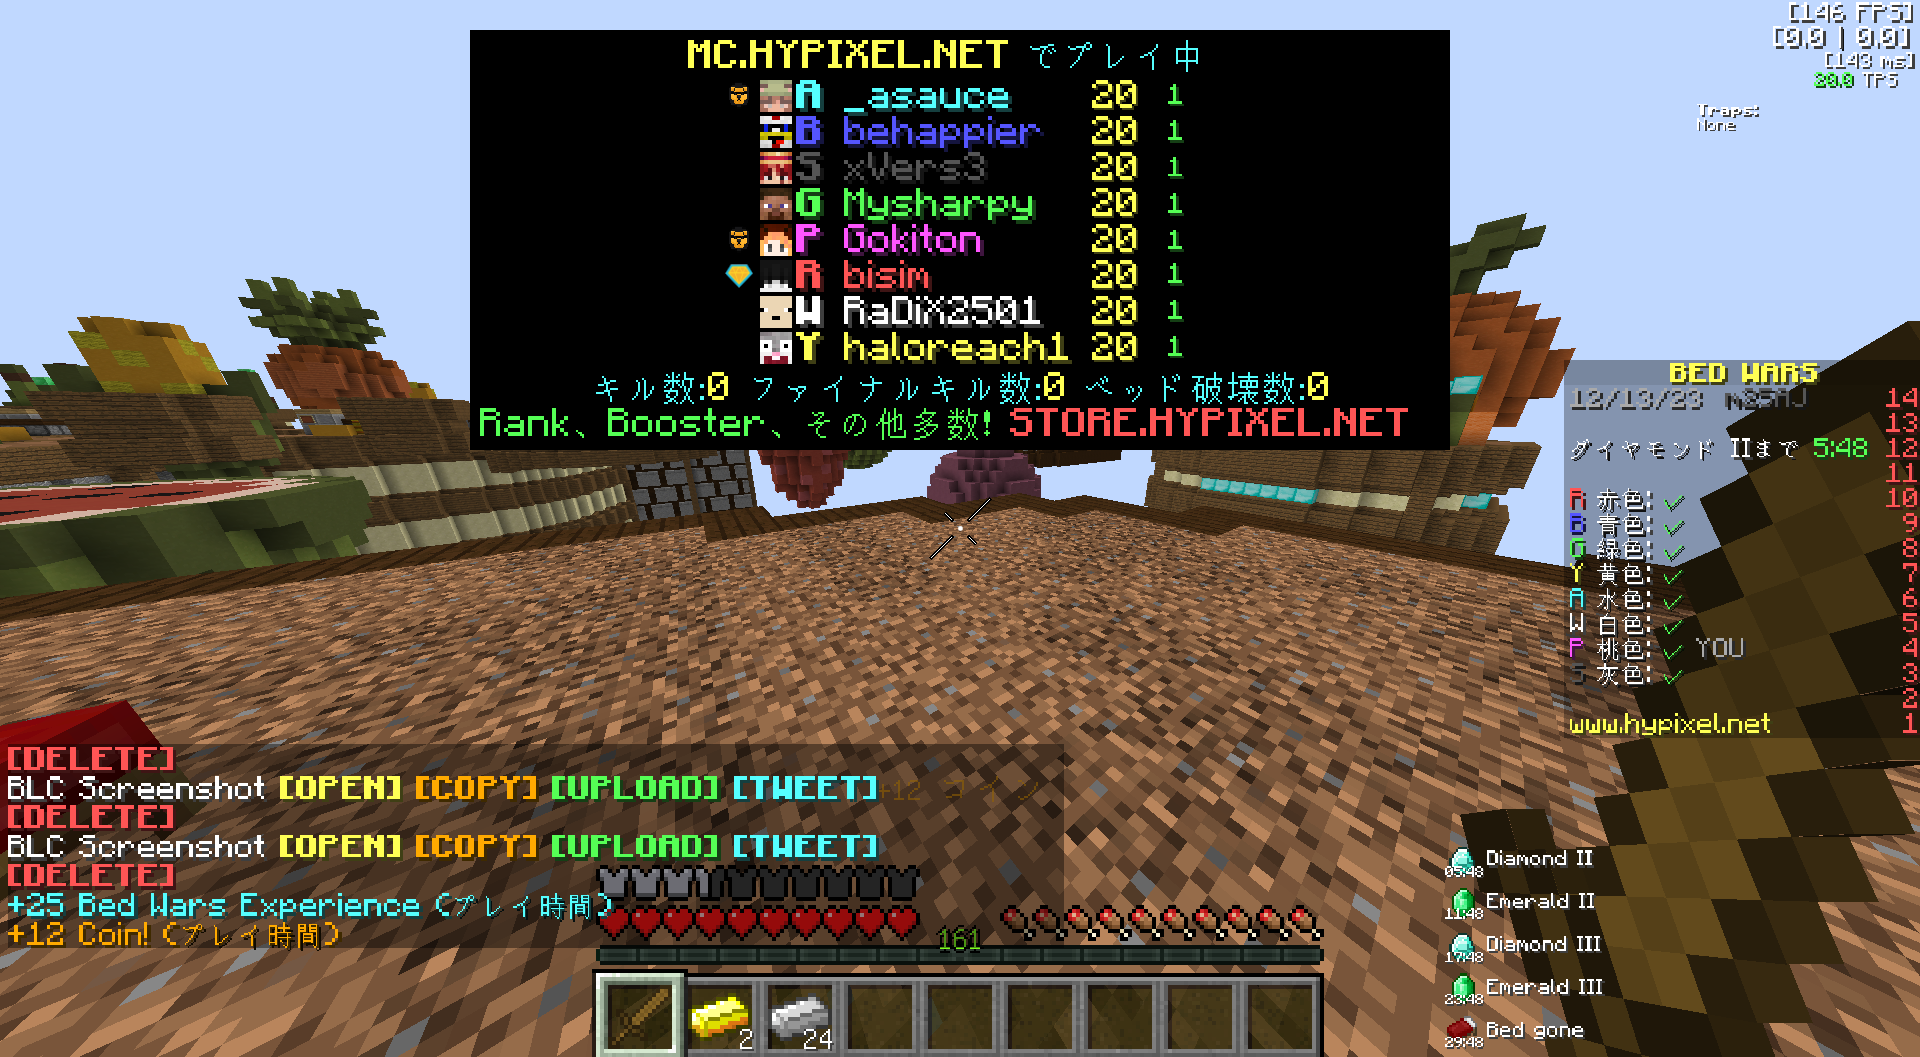 MC.HYPIXEL.NET でプレイ中
A _asauce 20 1
B behappier 20 1
S xVers3 20 1
G Mysharpy 20 1
P Gokiton 20 1
R bisim 20 1
W RaDiX2501 20 1
Y haloreach1 20 1
キル数:0 ファイナルキル数:0 ベッド破壊数:0
Rank、Booster、その他多数! STORE.HYPIXEL.NET
[146 FPS]
[0.0 | 0.0]
[143 ms]
20.0 TPS
Traps:
None
BED WARS
12/13/23 m25AJ 14
13
ダイヤモンド IIまで 5:48 12
11
R 赤色: ✓ 10
B 青色: ✓ 9
G 緑色: ✓ 8
Y 黄色: ✓ 7
A 水色: ✓ 6
W 白色: ✓ 5
P 桃色: ✓ YOU 4
S 灰色: ✓ 3
2
www.hypixel.net 1
[DELETE]
BLC Screenshot [OPEN] [COPY] [UPLOAD] [TWEET]
+12 コイン
[DELETE]
BLC Screenshot [OPEN] [COPY] [UPLOAD] [TWEET]
[DELETE]
+25 Bed Wars Experience (プレイ時間)
+12 Coin! (プレイ時間)
161
2
24
Diamond II
05:48
Emerald II
11:48
Diamond III
17:48
Emerald III
23:48
Bed gone
29:48